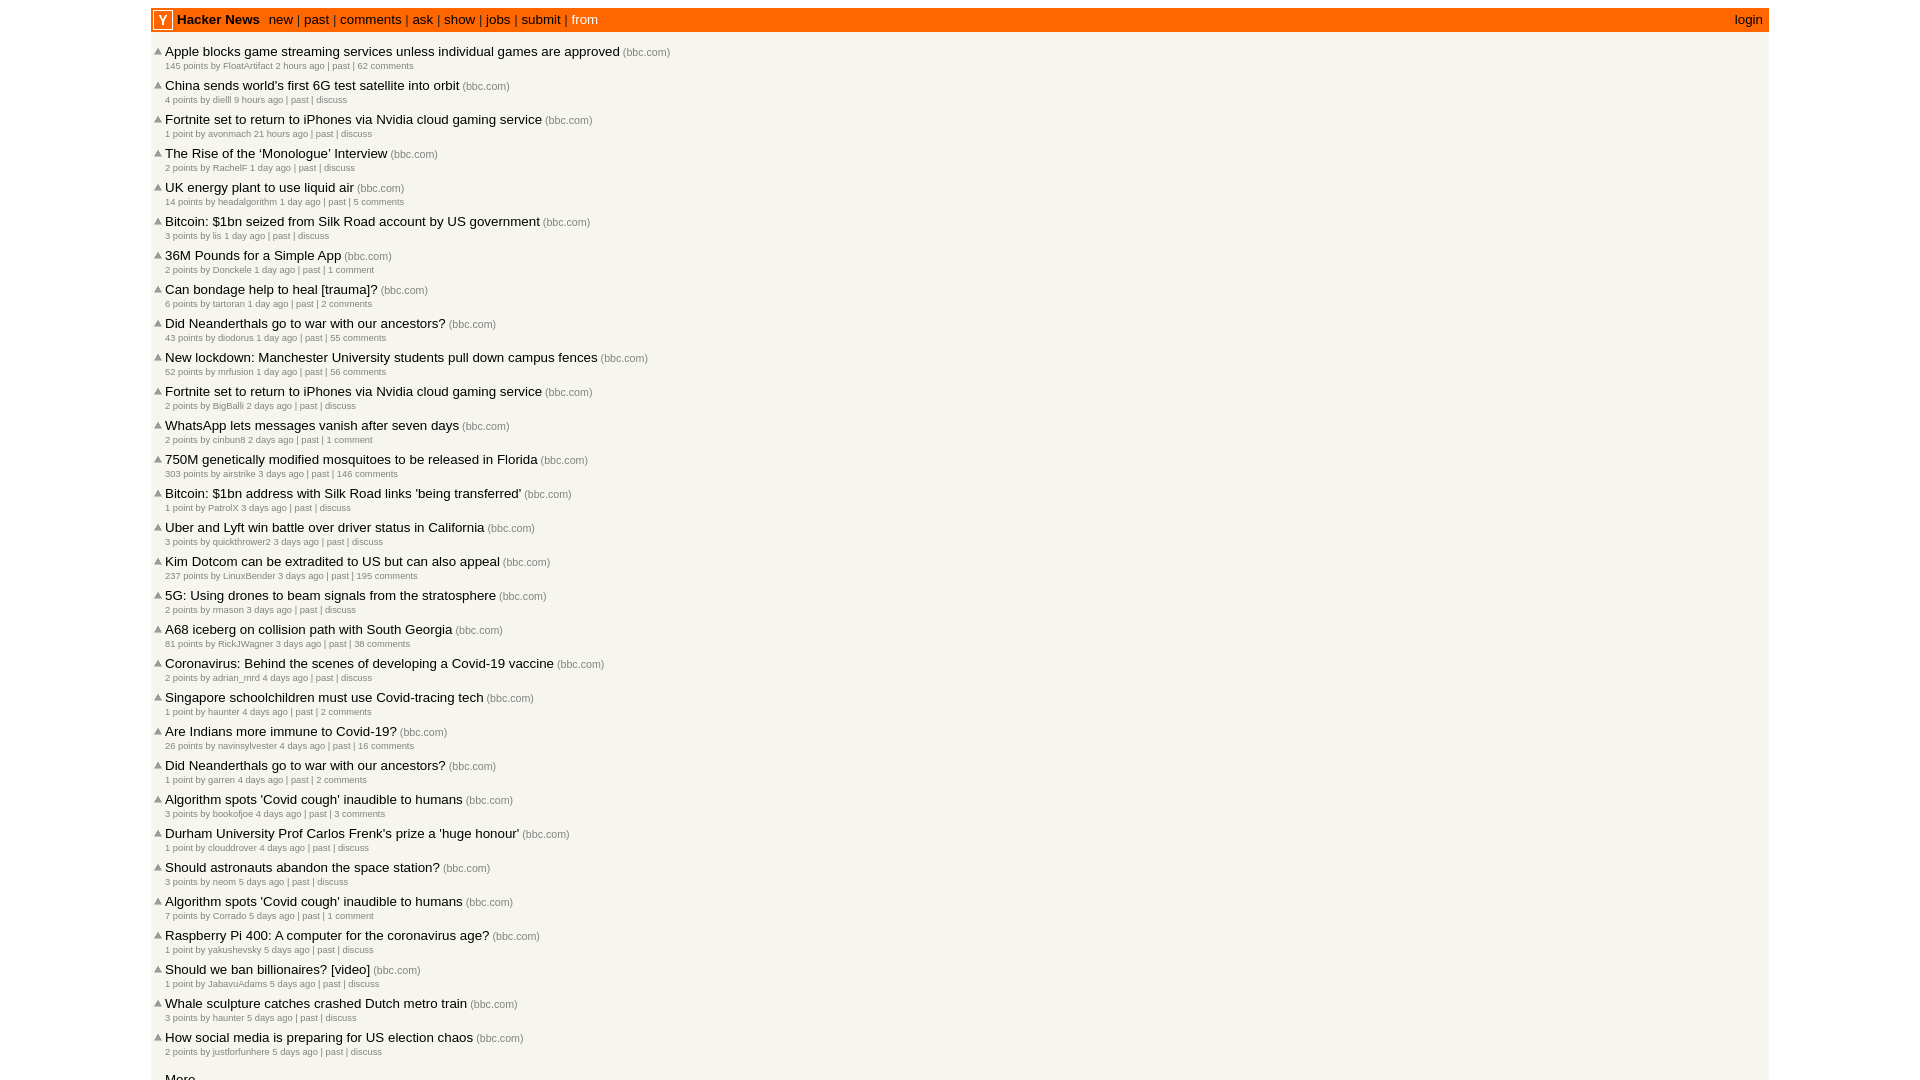 Y Hacker News new | past | comments | ask | show | jobs | submit | from login
Apple blocks game streaming services unless individual games are approved (bbc.com)
145 points by FloatArtifact 2 hours ago | past | 62 comments
China sends world's first 6G test satellite into orbit (bbc.com)
4 points by dielll 9 hours ago | past | discuss
Fortnite set to return to iPhones via Nvidia cloud gaming service (bbc.com)
1 point by avonmach 21 hours ago | past | discuss
The Rise of the ‘Monologue’ Interview (bbc.com)
2 points by RachelF 1 day ago | past | discuss
UK energy plant to use liquid air (bbc.com)
14 points by headalgorithm 1 day ago | past | 5 comments
Bitcoin: $1bn seized from Silk Road account by US government (bbc.com)
3 points by lis 1 day ago | past | discuss
36M Pounds for a Simple App (bbc.com)
2 points by Donckele 1 day ago | past | 1 comment
Can bondage help to heal [trauma]? (bbc.com)
6 points by tartoran 1 day ago | past | 2 comments
Did Neanderthals go to war with our ancestors? (bbc.com)
43 points by diodorus 1 day ago | past | 55 comments
New lockdown: Manchester University students pull down campus fences (bbc.com)
52 points by mrfusion 1 day ago | past | 56 comments
Fortnite set to return to iPhones via Nvidia cloud gaming service (bbc.com)
2 points by BigBalli 2 days ago | past | discuss
WhatsApp lets messages vanish after seven days (bbc.com)
2 points by cinbun8 2 days ago | past | 1 comment
750M genetically modified mosquitoes to be released in Florida (bbc.com)
303 points by airstrike 3 days ago | past | 146 comments
Bitcoin: $1bn address with Silk Road links 'being transferred' (bbc.com)
1 point by PatrolX 3 days ago | past | discuss
Uber and Lyft win battle over driver status in California (bbc.com)
3 points by quickthrower2 3 days ago | past | discuss
Kim Dotcom can be extradited to US but can also appeal (bbc.com)
237 points by LinuxBender 3 days ago | past | 195 comments
5G: Using drones to beam signals from the stratosphere (bbc.com)
2 points by rmason 3 days ago | past | discuss
A68 iceberg on collision path with South Georgia (bbc.com)
81 points by RickJWagner 3 days ago | past | 38 comments
Coronavirus: Behind the scenes of developing a Covid-19 vaccine (bbc.com)
2 points by adrian_mrd 4 days ago | past | discuss
Singapore schoolchildren must use Covid-tracing tech (bbc.com)
1 point by haunter 4 days ago | past | 2 comments
Are Indians more immune to Covid-19? (bbc.com)
26 points by navinsylvester 4 days ago | past | 16 comments
Did Neanderthals go to war with our ancestors? (bbc.com)
1 point by garren 4 days ago | past | 2 comments
Algorithm spots 'Covid cough' inaudible to humans (bbc.com)
3 points by bookofjoe 4 days ago | past | 3 comments
Durham University Prof Carlos Frenk's prize a 'huge honour' (bbc.com)
1 point by clouddrover 4 days ago | past | discuss
Should astronauts abandon the space station? (bbc.com)
3 points by neom 5 days ago | past | discuss
Algorithm spots 'Covid cough' inaudible to humans (bbc.com)
7 points by Corrado 5 days ago | past | 1 comment
Raspberry Pi 400: A computer for the coronavirus age? (bbc.com)
1 point by yakushevsky 5 days ago | past | discuss
Should we ban billionaires? [video] (bbc.com)
1 point by JabavuAdams 5 days ago | past | discuss
Whale sculpture catches crashed Dutch metro train (bbc.com)
3 points by haunter 5 days ago | past | discuss
How social media is preparing for US election chaos (bbc.com)
2 points by justforfunhere 5 days ago | past | discuss
More